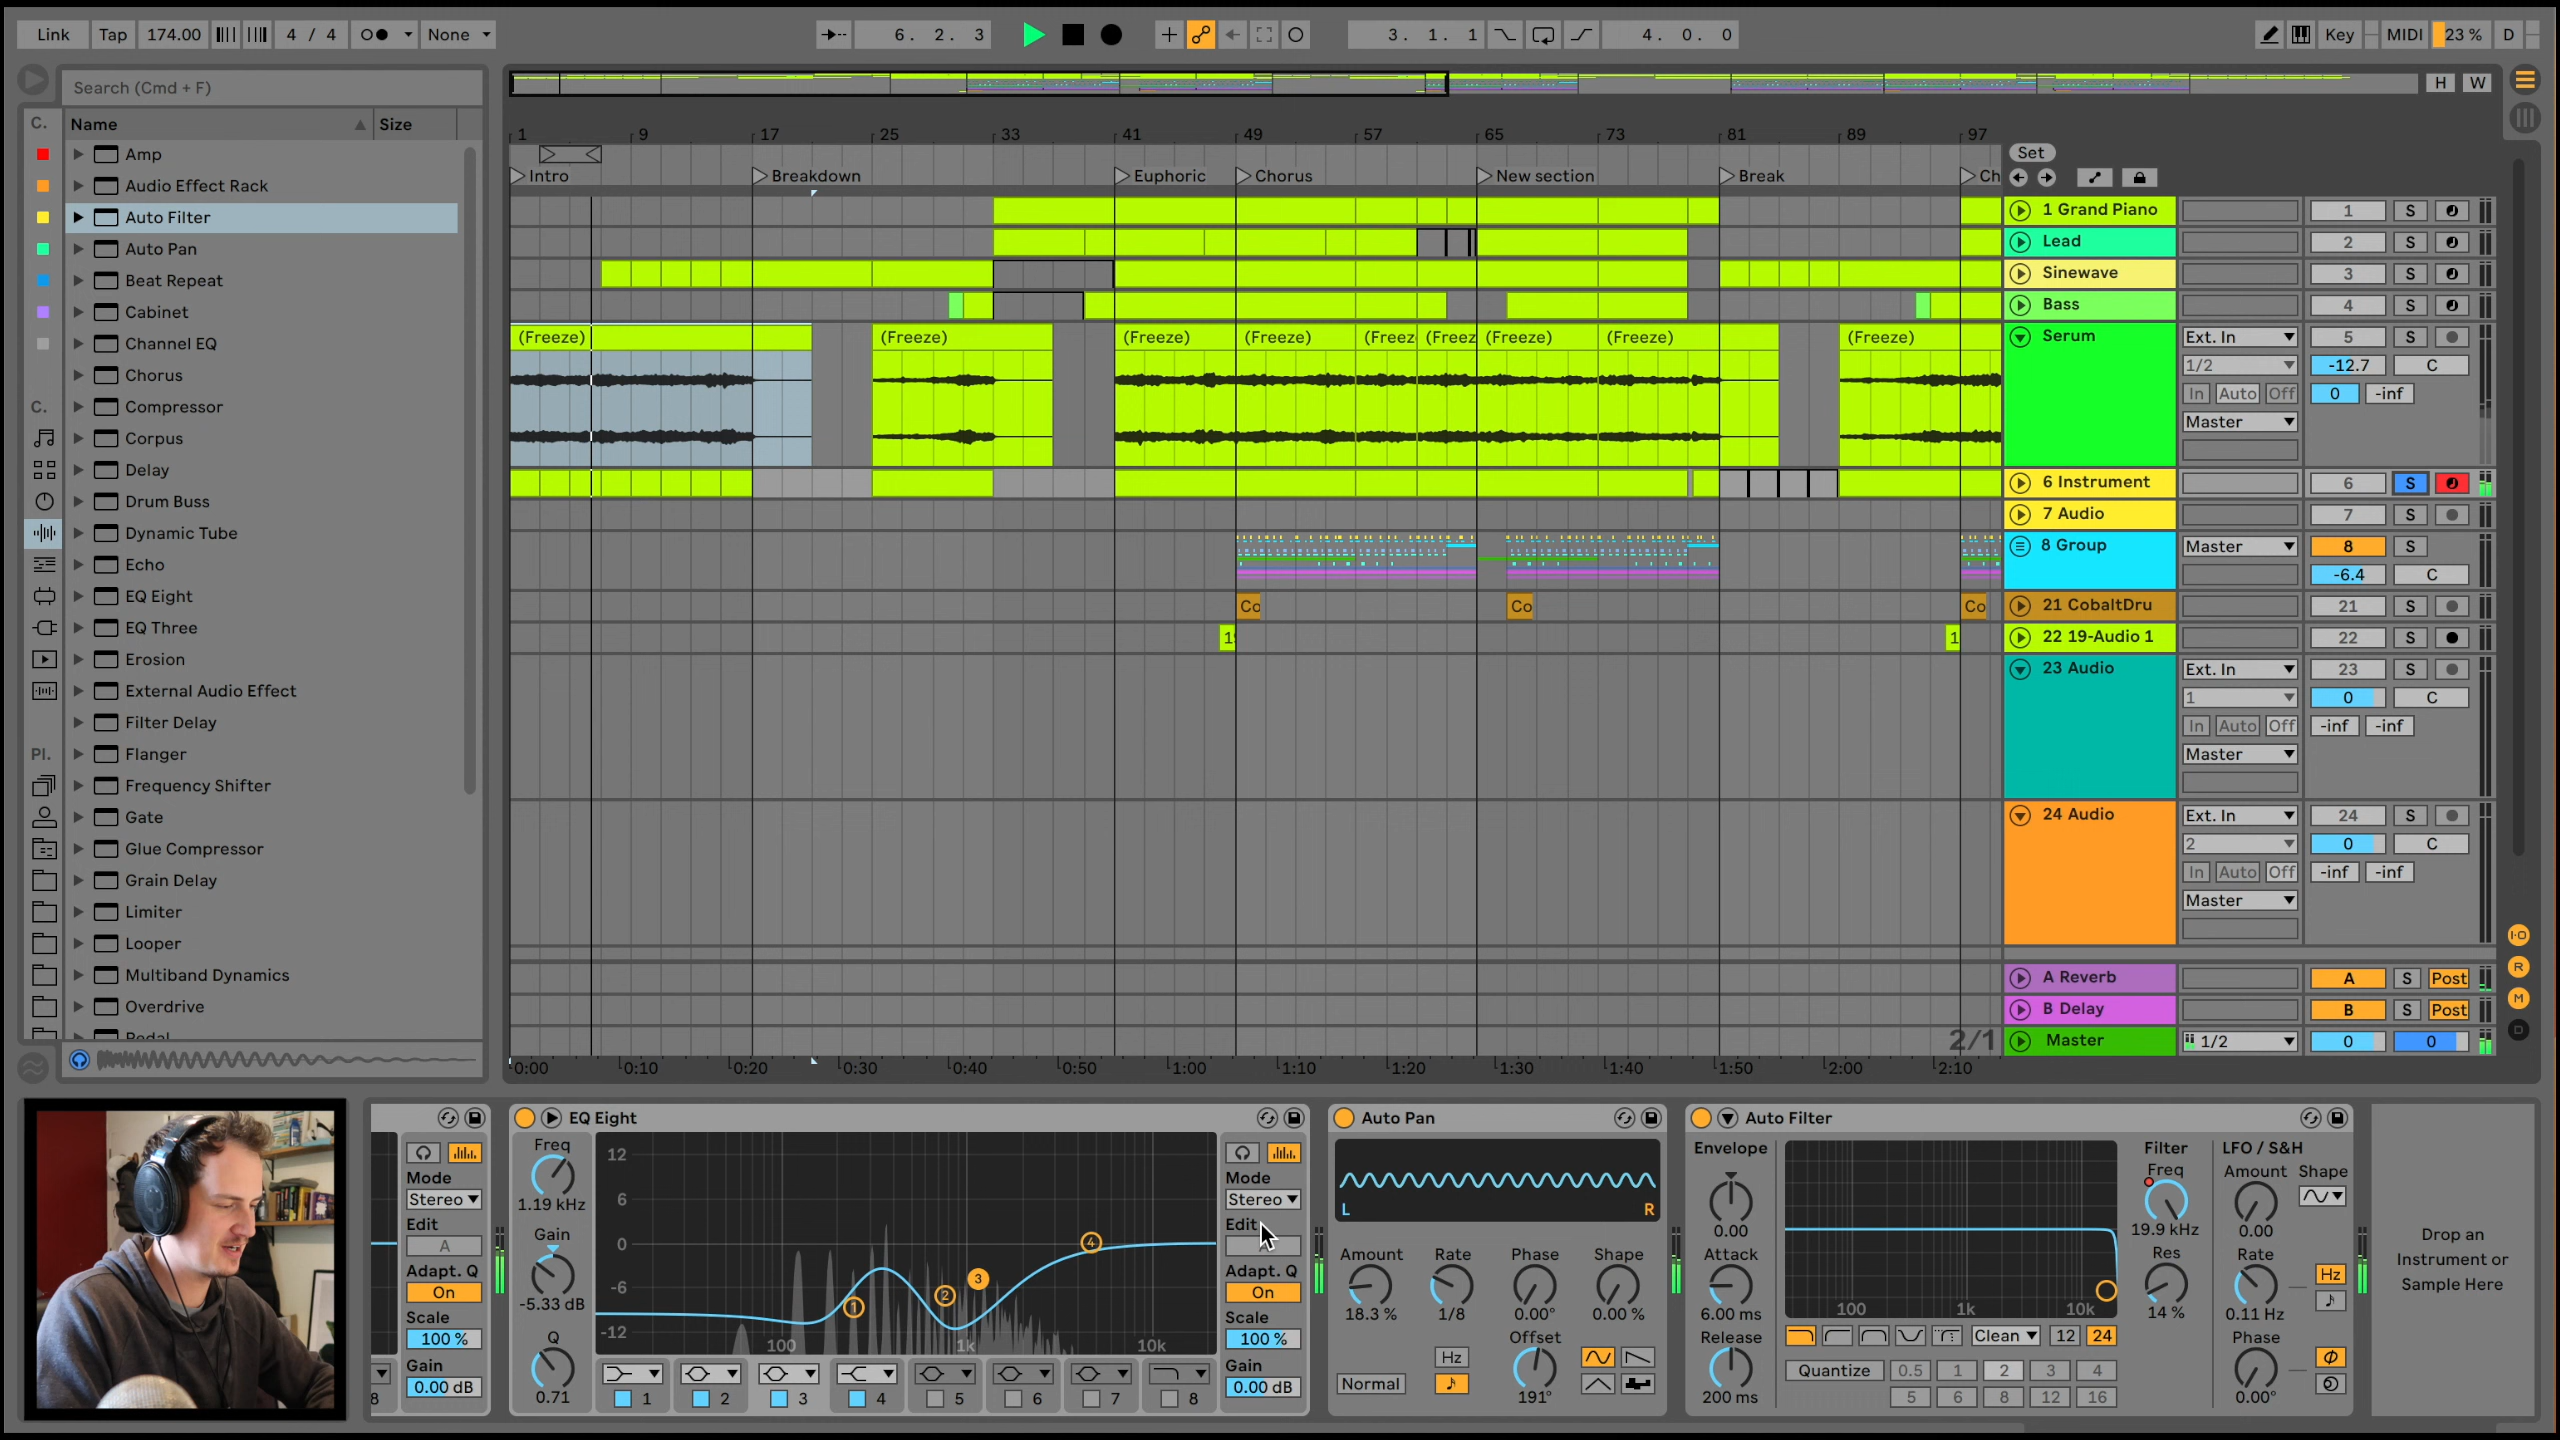 Link Tap 174.00 4 / 4 None 6. 2. 3 3. 1. 1 4. 0. 0 Key MIDI 23 % D
Search (Cmd + F)
H W
C. Name Size
1 9 17 25 33 41 49 57 65 73 81 89 97
Set
Intro Breakdown Euphoric Chorus New section Break Ch
Amp
Audio Effect Rack
Auto Filter
Auto Pan
Beat Repeat
Cabinet
Channel EQ
Chorus
C. Compressor
Corpus
Delay
Drum Buss
Dynamic Tube
Echo
EQ Eight
EQ Three
Erosion
External Audio Effect
Filter Delay
Pl. Flanger
Frequency Shifter
Gate
Glue Compressor
Grain Delay
Limiter
Looper
Multiband Dynamics
Overdrive
Pedal
1 Grand Piano 1 S
Lead 2 S
Sinewave 3 S
Bass 4 S
(Freeze) (Freeze) (Freeze) (Freeze) (Freez (Freez (Freeze) (Freeze) (Freeze)
Serum Ext. In 5 S
1/2 -12.7 C
In Auto Off 0 -inf
Master
6 Instrument 6 S
7 Audio 7 S
8 Group Master 8 S
-6.4 C
Co Co Co 21 CobaltDru 21 S
19 1 22 19-Audio 1 22 S
23 Audio Ext. In 23 S
1 0 C
In Auto Off -inf -inf
Master
24 Audio Ext. In 24 S
2 0 C
In Auto Off -inf -inf
Master
I-O
R
M
D
A Reverb A S Post
B Delay B S Post
2/1 Master 1/2 0 0
0:00 0:10 0:20 0:30 0:40 0:50 1:00 1:10 1:20 1:30 1:40 1:50 2:00 2:10
Mode
Stereo
Edit
A
Adapt. Q
On
Scale
100 %
Gain
8 0.00 dB
EQ Eight
Freq
1.19 kHz
Gain
-5.33 dB
Q
0.71
12
6
0
-6
-12
100 1k 10k
1 2 3 4
1 2 3 4 5 6 7 8
Mode
Stereo
Edit
Adapt. Q
On
Scale
100 %
Gain
0.00 dB
Auto Pan
L R
Amount Rate Phase Shape
18.3 % 1/8 0.00° 0.00 %
Offset
Hz
Normal 191°
Auto Filter
Envelope
0.00
Attack
6.00 ms
Release
200 ms
100 1k 10k
Clean 12 24
Quantize 0.5 1 2 3 4
5 6 8 12 16
Filter
Freq
19.9 kHz
Res
14 %
LFO / S&H
Amount Shape
0.00
Rate
Hz
0.11 Hz
Phase
0.00°
Drop an
Instrument or
Sample Here